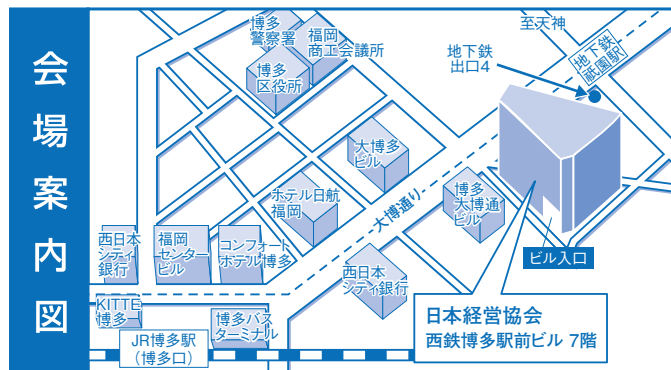 会場案内図
博多
警察署
福岡
商工会議所
博多
区役所
至天神
地下鉄
出口4
地下鉄
祇園駅
大博多
ビル
ホテル日航
福岡
大博通り
博多
大博通
ビル
西日本
シティ
銀行
福岡
センター
ビル
コンフォート
ホテル博多
西日本
シティ銀行
ビル入口
KITTE
博多
博多バス
ターミナル
JR博多駅
(博多口)
日本経営協会
西鉄博多駅前ビル 7階